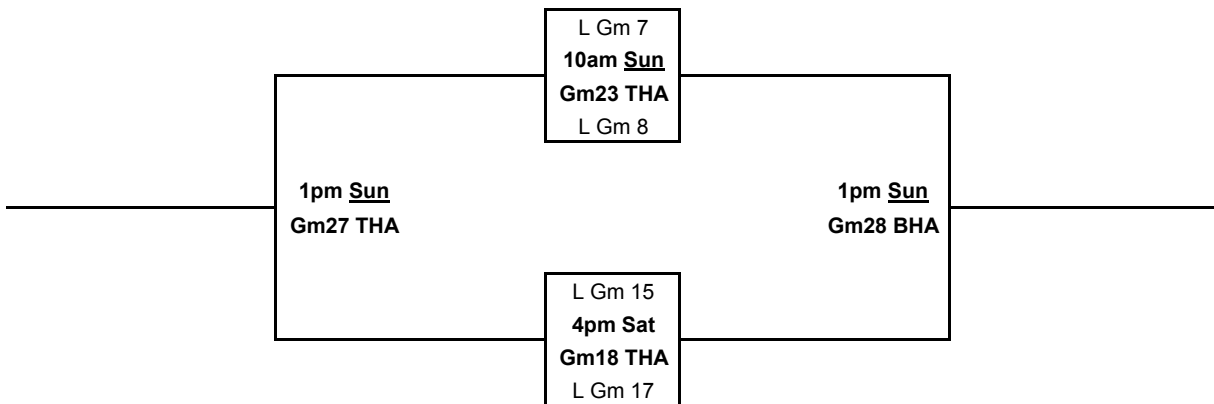 L Gm 7
10am Sun
Gm23 THA
L Gm 8
1pm Sun
Gm27 THA
1pm Sun
Gm28 BHA
L Gm 15
4pm Sat
Gm18 THA
L Gm 17